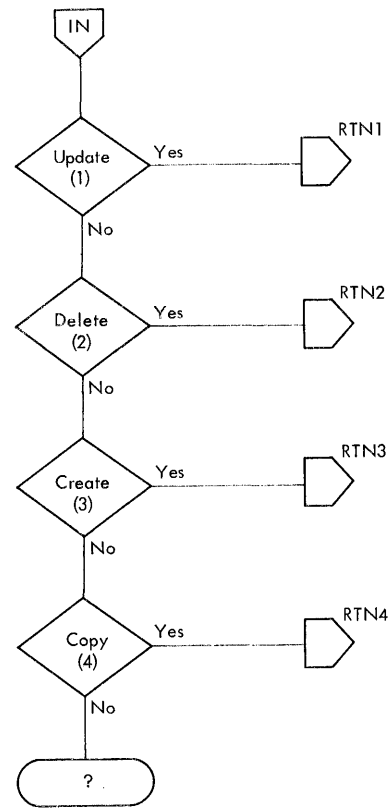 IN
RTN1
Update
(1)
Yes
No
RTN2
Delete
(2)
Yes
No
RTN3
Create
(3)
Yes
No
RTN4
Copy
(4)
Yes
No
?